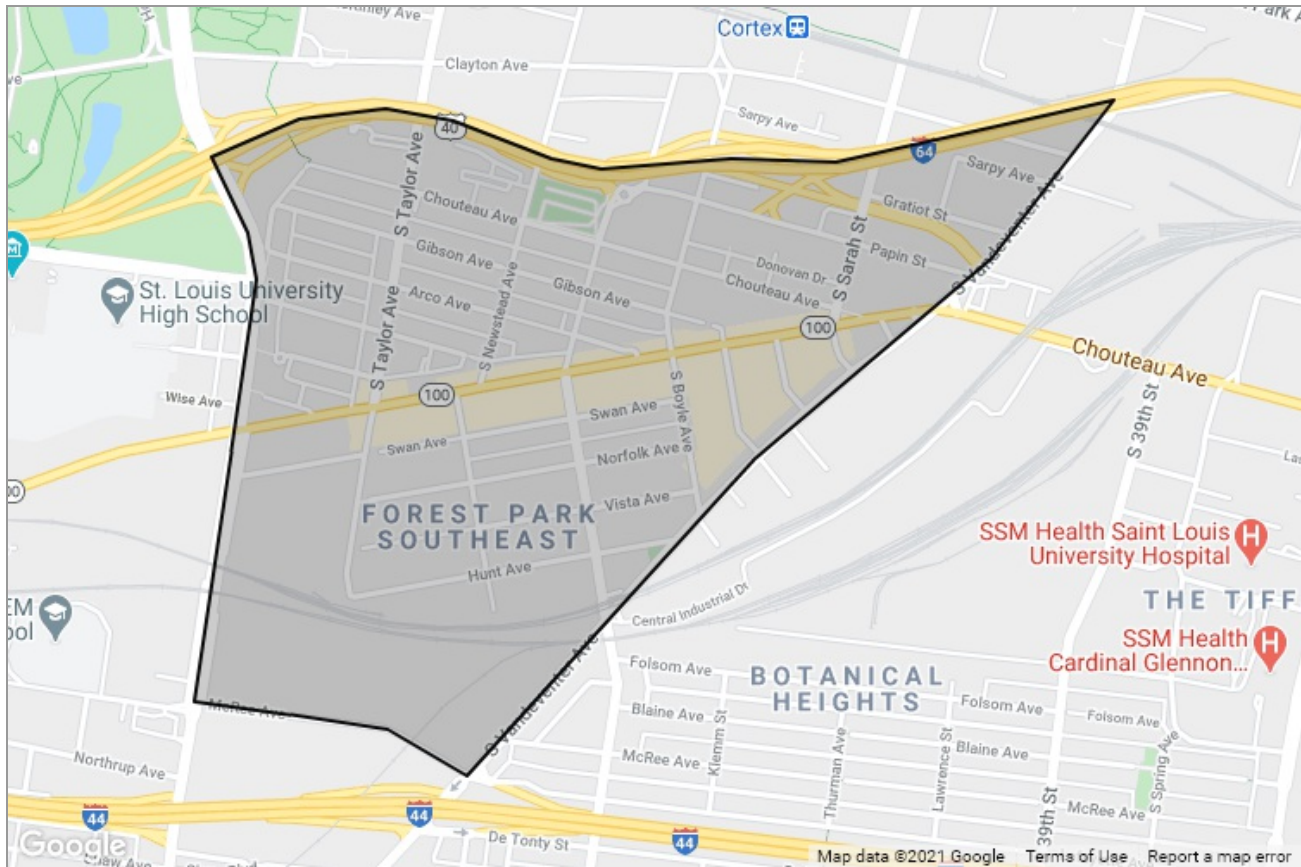 Cortex
Clayton Ave
Sarpy Ave
40
64
Sarpy Ave
S Taylor Ave
Chouteau Ave
Gratiot St
S Vandeventer Ave
Gibson Ave
S Sarah St
Papin St
St. Louis University
High School
Arco Ave
S Newstead Ave
Gibson Ave
Donovan Dr
Chouteau Ave
S Taylor Ave
100
Chouteau Ave
Wise Ave
100
S Boyle Ave
Swan Ave
Swan Ave
Norfolk Ave
S 39th St
FOREST PARK
SOUTHEAST
Vista Ave
SSM Health Saint Louis
University Hospital
H
Hunt Ave
Central Industrial Dr
THE TIFF
SSM Health
Cardinal Glennon...
H
S Vandeventer Ave
Folsom Ave
BOTANICAL
HEIGHTS
McRee Ave
Blaine Ave
Klemm St
Folsom Ave
Folsom Ave
Northrup Ave
McRee Ave
Thurman Ave
Lawrence St
Blaine Ave
S Spring Ave
McRee Ave
39th St
44
44
44
De Tonty St
Google
Map data ©2021 Google
Terms of Use
Report a map error